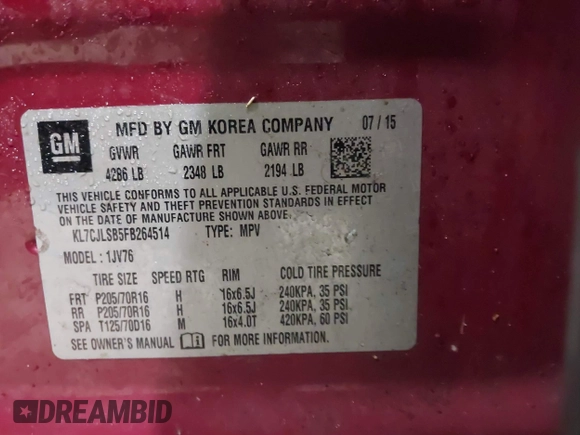 GM
MFD BY GM KOREA COMPANY 07/15
GVWR GAWR FRT GAWR RR
4286 LB 2348 LB 2194 LB
THIS VEHICLE CONFORMS TO ALL APPLICABLE U.S. FEDERAL MOTOR
VEHICLE SAFETY AND THEFT PREVENTION STANDARDS IN EFFECT
ON THE DATE OF MANUFACTURE SHOWN ABOVE.
KL7CJLSB5FB264514 TYPE: MPV
MODEL: 1JV76
TIRE SIZE SPEED RTG RIM COLD TIRE PRESSURE
FRT P205/70R16 H 16x6.5J 240KPA, 35 PSI
RR P205/70R16 H 16x6.5J 240KPA, 35 PSI
SPA T125/70D16 M 16x4.0T 420KPA, 60 PSI
SEE OWNER'S MANUAL FOR MORE INFORMATION.
DREAMBID